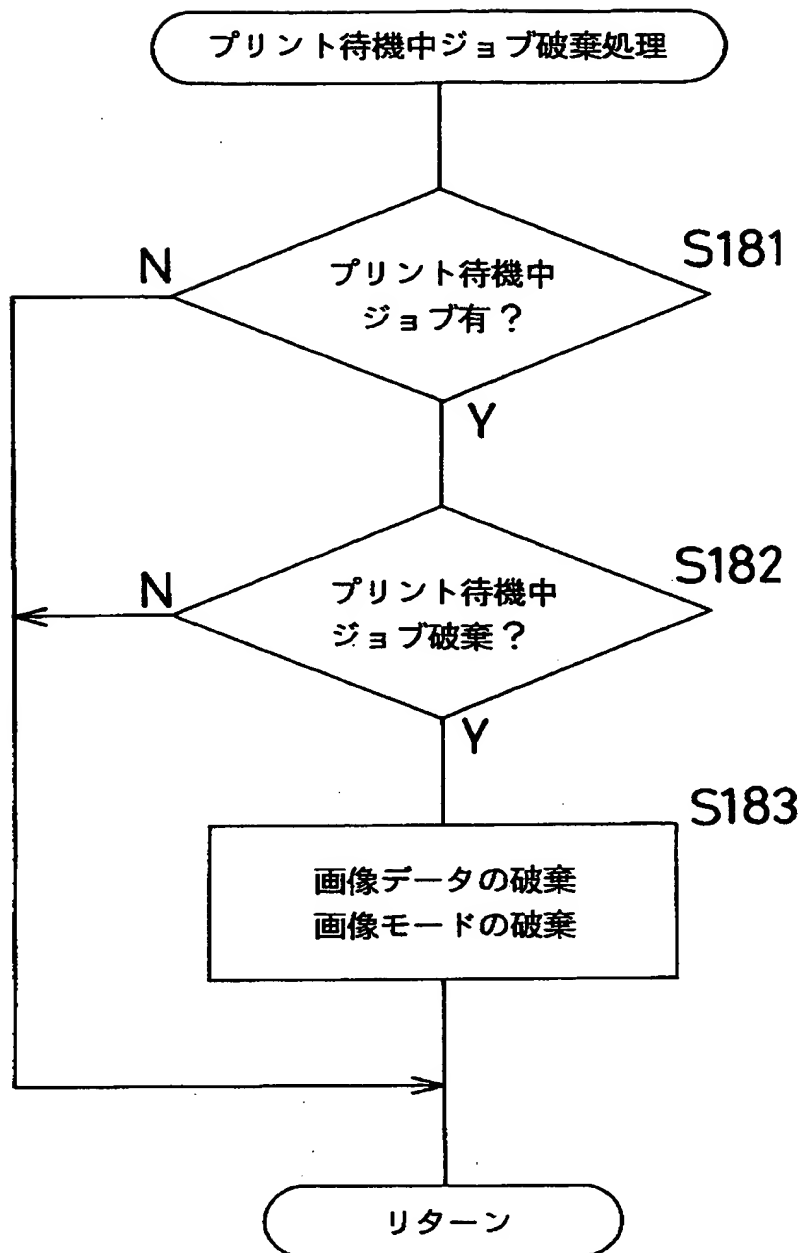 プリント待機中ジョブ破棄処理
S181
N
プリント待機中
ジョブ有？
Y
S182
N
プリント待機中
ジョブ破棄？
Y
S183
画像データの破棄
画像モードの破棄
リターン